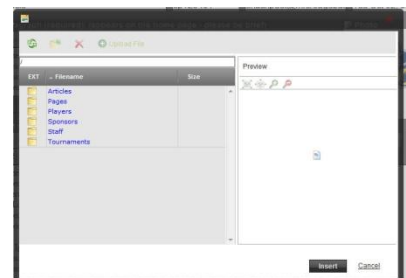 Upload File
/
Preview
EXT Filename Size
Articles
Pages
Players
Sponsors
Staff
Tournaments
Insert Cancel